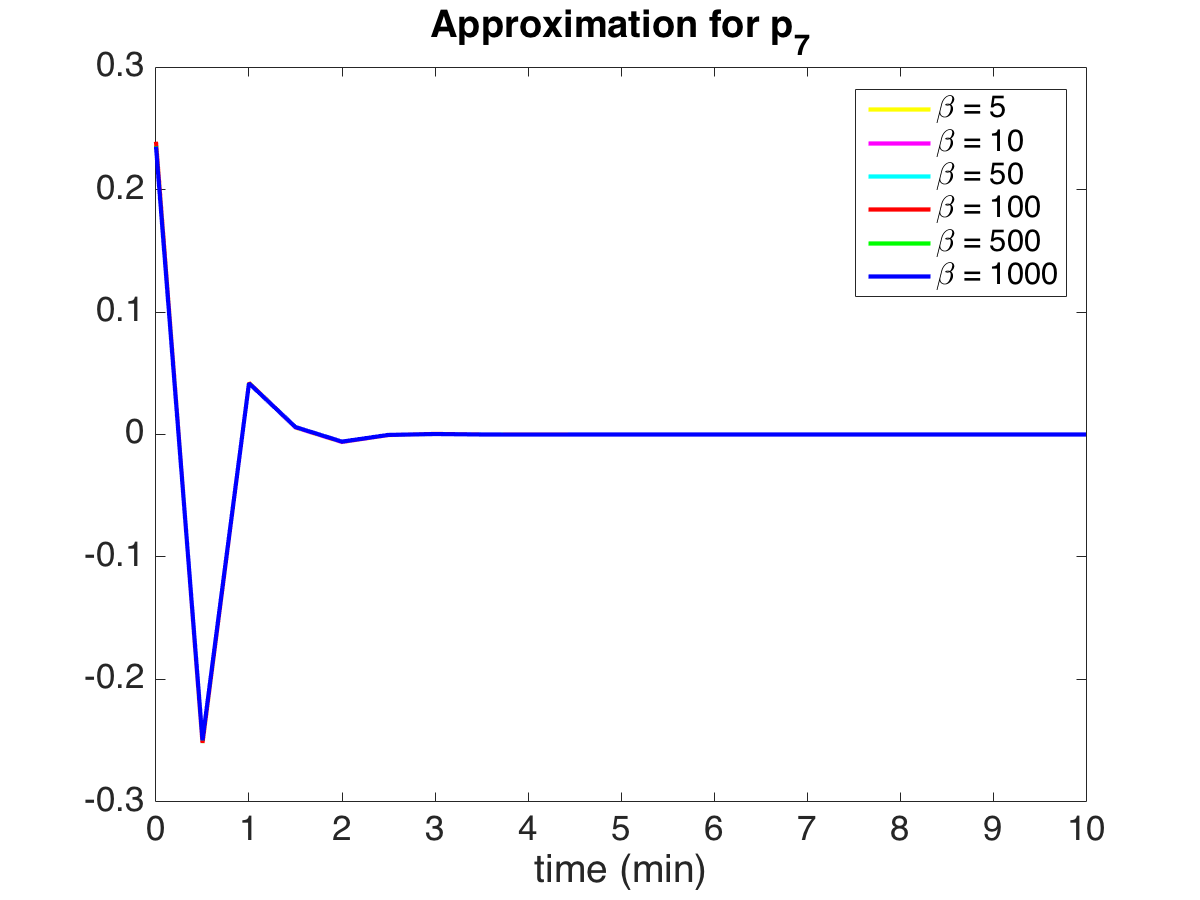 Approximation for p7
0.3
0.2
0.1
0
-0.1
-0.2
-0.3
β = 5
β = 10
β = 50
β = 100
β = 500
β = 1000
0 1 2 3 4 5 6 7 8 9 10
time (min)